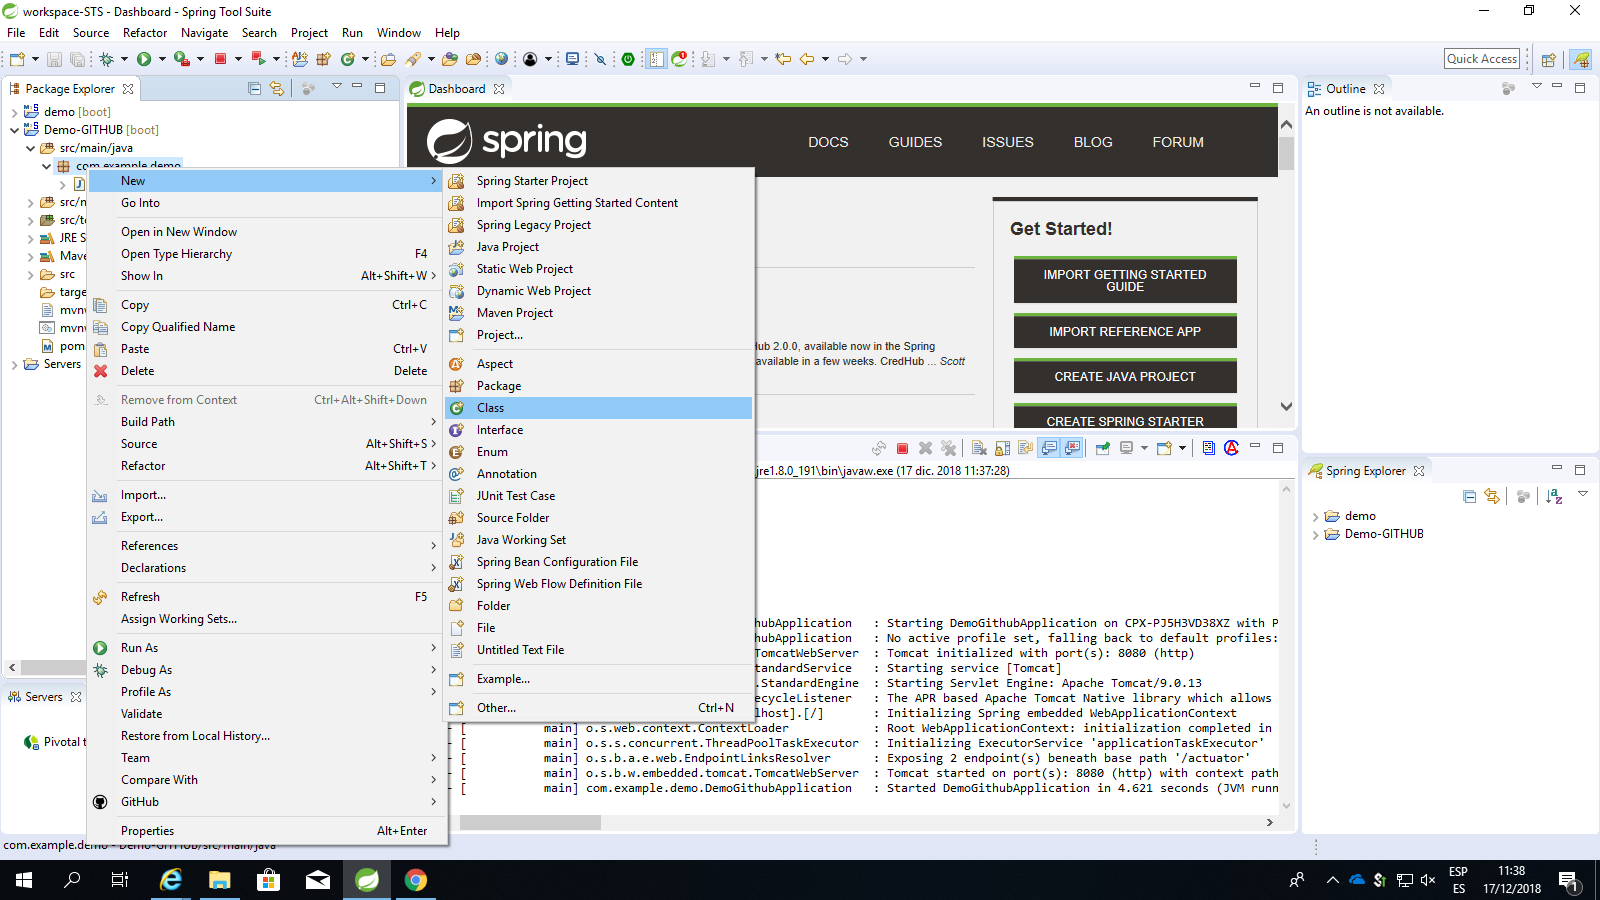 workspace-STS - Dashboard - Spring Tool Suite
File Edit Source Refactor Navigate Search Project Run Window Help
Quick Access
Package Explorer
demo [boot]
Demo-GITHUB [boot]
src/main/java
com.example.demo
src/
src/t
JRE S
Mave
src
targe
mvn
mvn
pom
Servers
Servers
Pivotal t
New
Go Into
Open in New Window
Open Type Hierarchy F4
Show In Alt+Shift+W
Copy Ctrl+C
Copy Qualified Name
Paste Ctrl+V
Delete Delete
Remove from Context Ctrl+Alt+Shift+Down
Build Path
Source Alt+Shift+S
Refactor Alt+Shift+T
Import...
Export...
References
Declarations
Refresh F5
Assign Working Sets...
Run As
Debug As
Profile As
Validate
Restore from Local History...
Team
Compare With
GitHub
Properties Alt+Enter
Spring Starter Project
Import Spring Getting Started Content
Spring Legacy Project
Java Project
Static Web Project
Dynamic Web Project
Maven Project
Project...
Aspect
Package
Class
Interface
Enum
Annotation
JUnit Test Case
Source Folder
Java Working Set
Spring Bean Configuration File
Spring Web Flow Definition File
Folder
File
Untitled Text File
Example...
Other... Ctrl+N
Dashboard
spring
DOCS GUIDES ISSUES BLOG FORUM
Get Started!
IMPORT GETTING STARTED
GUIDE
IMPORT REFERENCE APP
CREATE JAVA PROJECT
CREATE SPRING STARTER
ub 2.0.0, available now in the Spring
available in a few weeks. CredHub ... Scott
jre1.8.0_191\bin\javaw.exe (17 dic. 2018 11:37:28)
hubApplication : Starting DemoGithubApplication on CPX-PJ5H3VD38XZ with P
hubApplication : No active profile set, falling back to default profiles:
TomcatWebServer : Tomcat initialized with port(s): 8080 (http)
StandardService : Starting service [Tomcat]
.StandardEngine : Starting Servlet Engine: Apache Tomcat/9.0.13
ecycleListener : The APR based Apache Tomcat Native library which allows
lhost].[/] : Initializing Spring embedded WebApplicationContext
- [ main] o.s.web.context.ContextLoader : Root WebApplicationContext: initialization completed in
- [ main] o.s.s.concurrent.ThreadPoolTaskExecutor : Initializing ExecutorService 'applicationTaskExecutor'
- [ main] o.s.b.a.e.web.EndpointLinksResolver : Exposing 2 endpoint(s) beneath base path '/actuator'
- [ main] o.s.b.w.embedded.tomcat.TomcatWebServer : Tomcat started on port(s): 8080 (http) with context path
- [ main] com.example.demo.DemoGithubApplication : Started DemoGithubApplication in 4.621 seconds (JVM runn
Outline
An outline is not available.
Spring Explorer
demo
Demo-GITHUB
com.example.demo - Demo-GITHUB/src/main/java
ESP
ES
11:38
17/12/2018
1